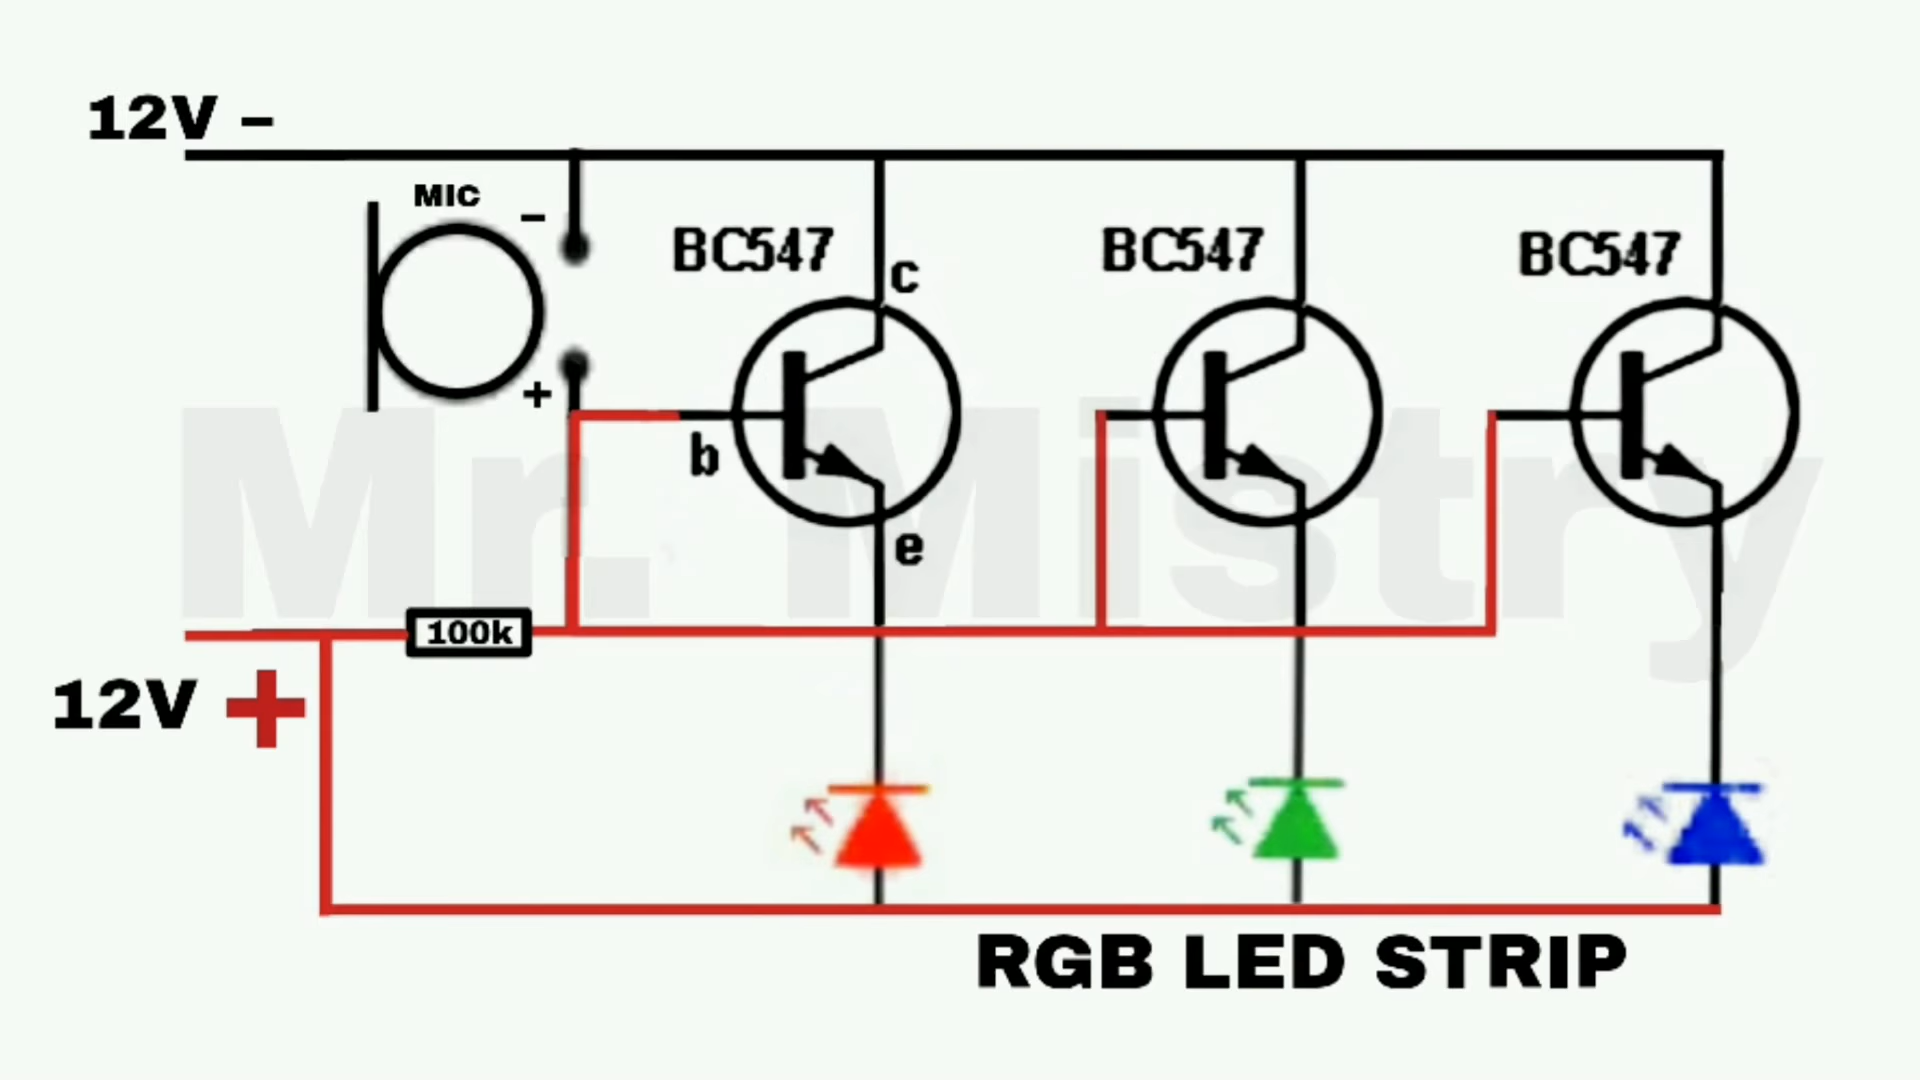 12V –
MIC
–
BC547
BC547
BC547
c
+
b
e
Mr. Mistry
100k
12V +
RGB LED STRIP